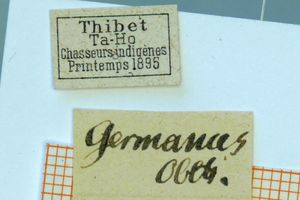 Thibet
Ta-Ho
Chasseurs indigènes
Printemps 1895
Germanus
Obth.